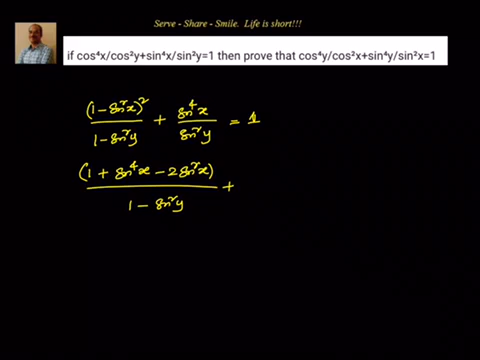 Serve - Share - Smile. Life is short!!!
if cos⁴x/cos²y+sin⁴x/sin²y=1 then prove that cos⁴y/cos²x+sin⁴y/sin²x=1
(1-sin²x)²/(1-sin²y) + sin⁴x/sin²y = 1
(1 + sin⁴x - 2sin²x)/(1 - sin²y) +